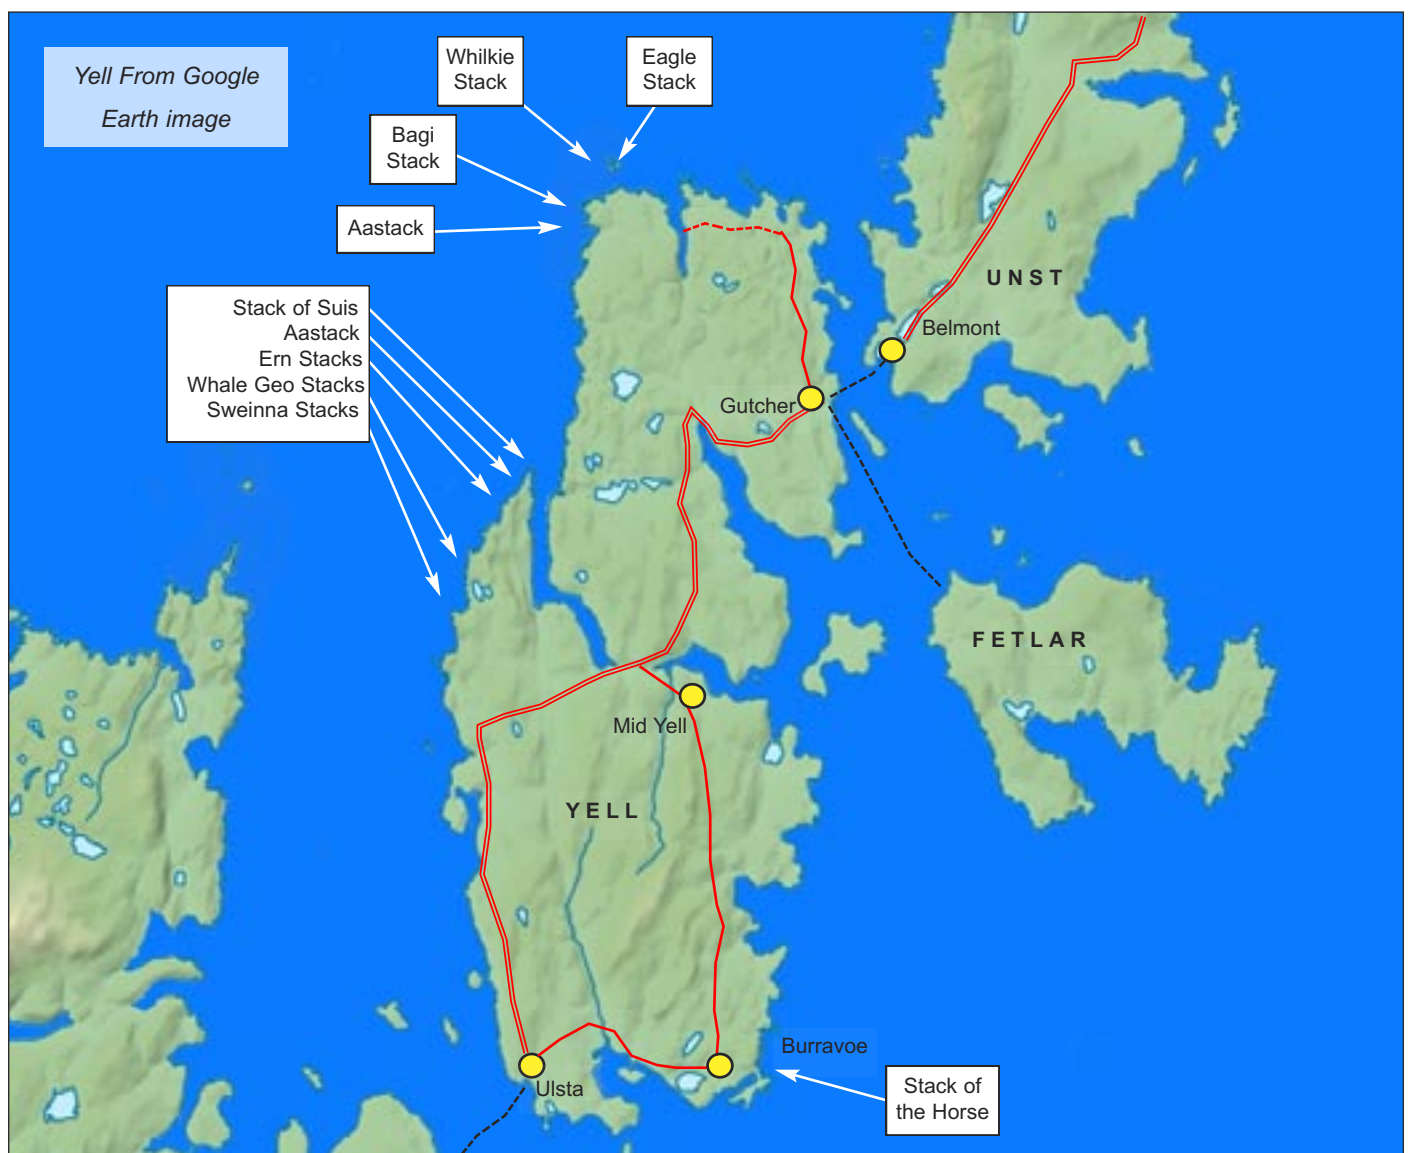 Yell From Google
Earth image
Whilkie
Stack
Eagle
Stack
Bagi
Stack
Aastack
Stack of Suis
Aastack
Ern Stacks
Whale Geo Stacks
Sweinna Stacks
UNST
Belmont
Gutcher
FETLAR
Mid Yell
YELL
Burravoe
Ulsta
Stack of
the Horse